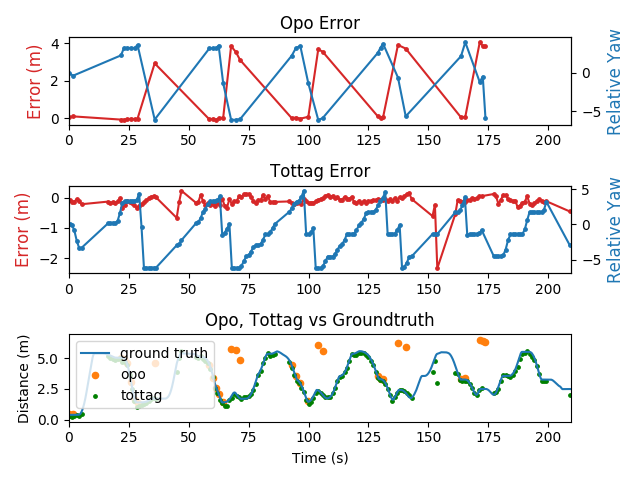 Opo Error
Error (m)
4
2
0
0
−5
Relative Yaw
0 25 50 75 100 125 150 175 200
Tottag Error
Error (m)
0
−1
−2
5
0
−5
Relative Yaw
0 25 50 75 100 125 150 175 200
Opo, Tottag vs Groundtruth
Distance (m)
5.0
2.5
0.0
ground truth
opo
tottag
0 25 50 75 100 125 150 175 200
Time (s)